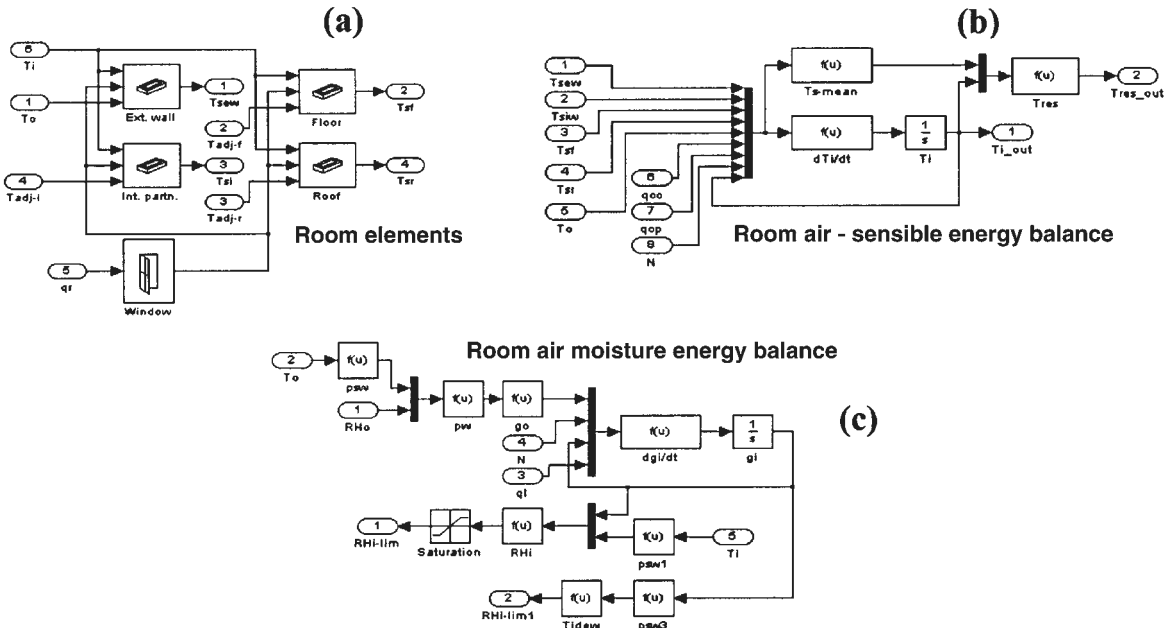 (a)
6
Ti
1
To
Ext. wall
1
Tsew
2
Tadj-f
Floor
2
Tsf
4
Tadj-i
Int. partn.
3
Tsi
3
Tadj-r
Roof
4
Tsr
Room elements
5
qr
Window
(b)
1
Tsew
2
Tsiw
3
Tsf
4
Tsr
5
To
6
qoo
7
qop
8
N
f(u)
Ts-mean
f(u)
dTi/dt
1
s
Ti
f(u)
Tres
2
Tres_out
1
Ti_out
Room air - sensible energy balance
Room air moisture energy balance
(c)
2
To
f(u)
psw
1
RHo
f(u)
pw
f(u)
go
4
N
3
ql
f(u)
dgi/dt
1
s
gi
1
RHi-lim
Saturation
f(u)
RHi
f(u)
psw1
5
Ti
2
RHi-lim1
f(u)
Tidew
f(u)
psw3